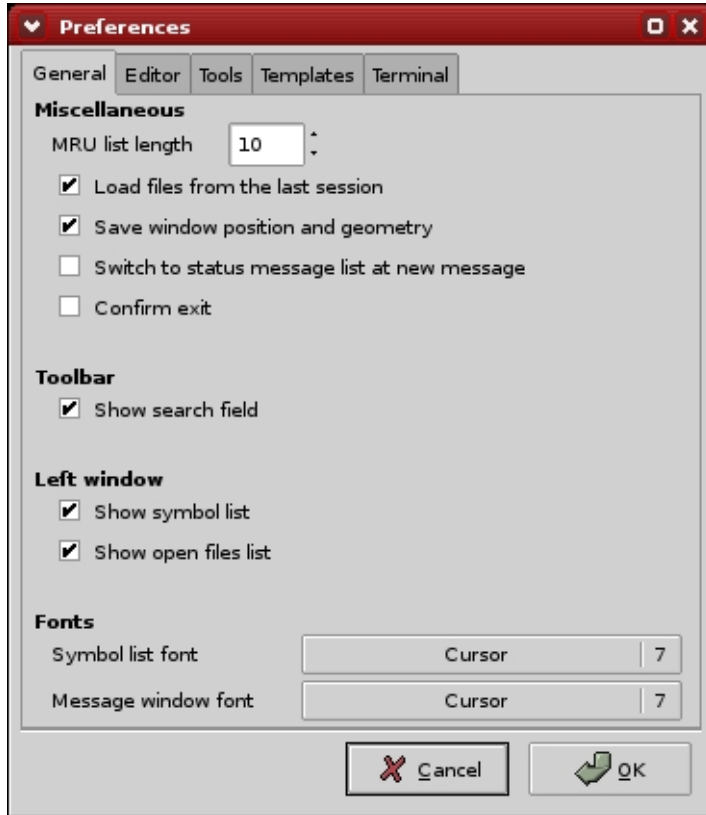 Preferences
General Editor Tools Templates Terminal
Miscellaneous
MRU list length 10
Load files from the last session
Save window position and geometry
Switch to status message list at new message
Confirm exit
Toolbar
Show search field
Left window
Show symbol list
Show open files list
Fonts
Symbol list font Cursor 7
Message window font Cursor 7
Cancel OK